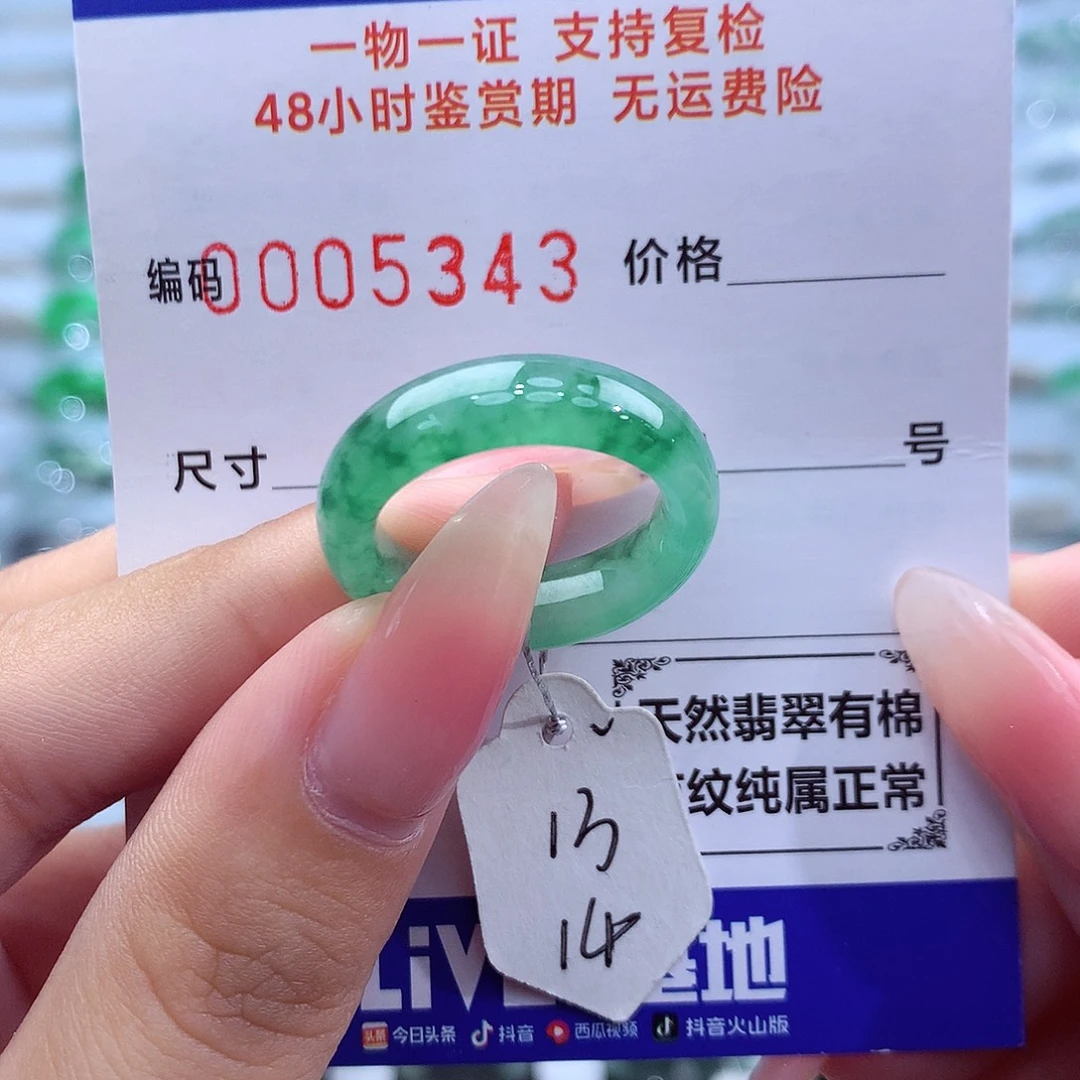 一物一证 支持复检
48小时鉴赏期 无运费险
编码0005343 价格
尺寸 号
天然翡翠有棉
纹纯属正常
13
14
LiV 基地
今日头条 抖音 西瓜视频 抖音火山版